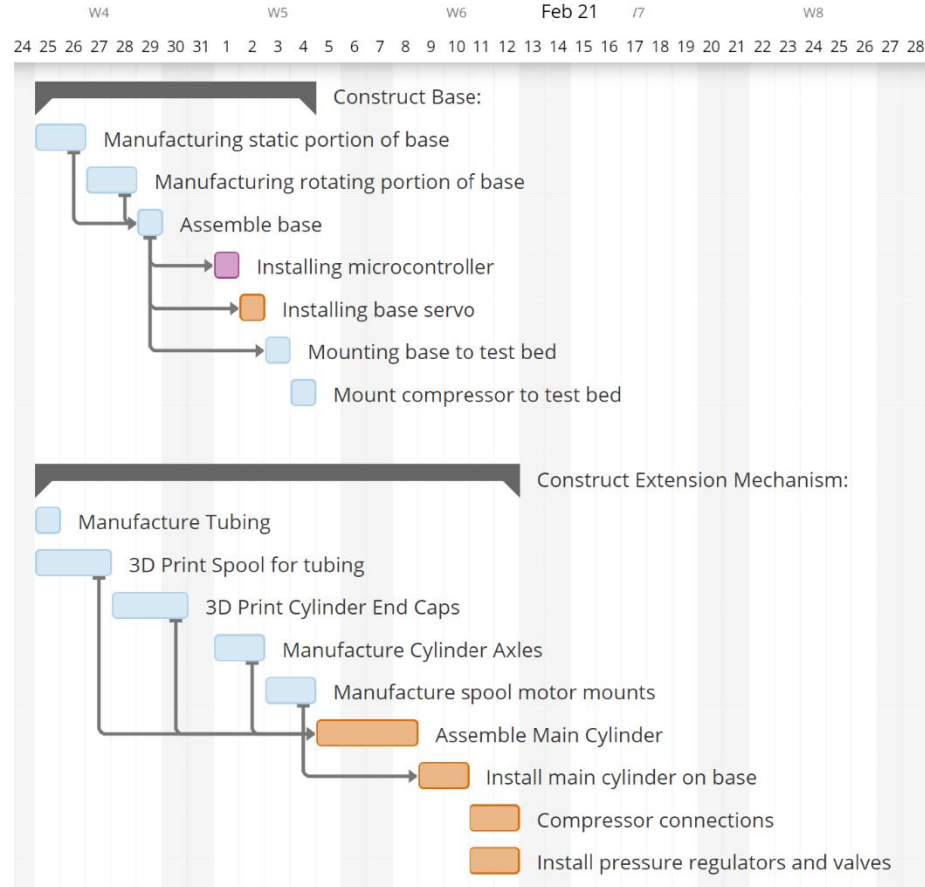 W4 W5 W6 Feb 21 /7 W8
24 25 26 27 28 29 30 31 1 2 3 4 5 6 7 8 9 10 11 12 13 14 15 16 17 18 19 20 21 22 23 24 25 26 27 28
Construct Base:
Manufacturing static portion of base
Manufacturing rotating portion of base
Assemble base
Installing microcontroller
Installing base servo
Mounting base to test bed
Mount compressor to test bed
Construct Extension Mechanism:
Manufacture Tubing
3D Print Spool for tubing
3D Print Cylinder End Caps
Manufacture Cylinder Axles
Manufacture spool motor mounts
Assemble Main Cylinder
Install main cylinder on base
Compressor connections
Install pressure regulators and valves